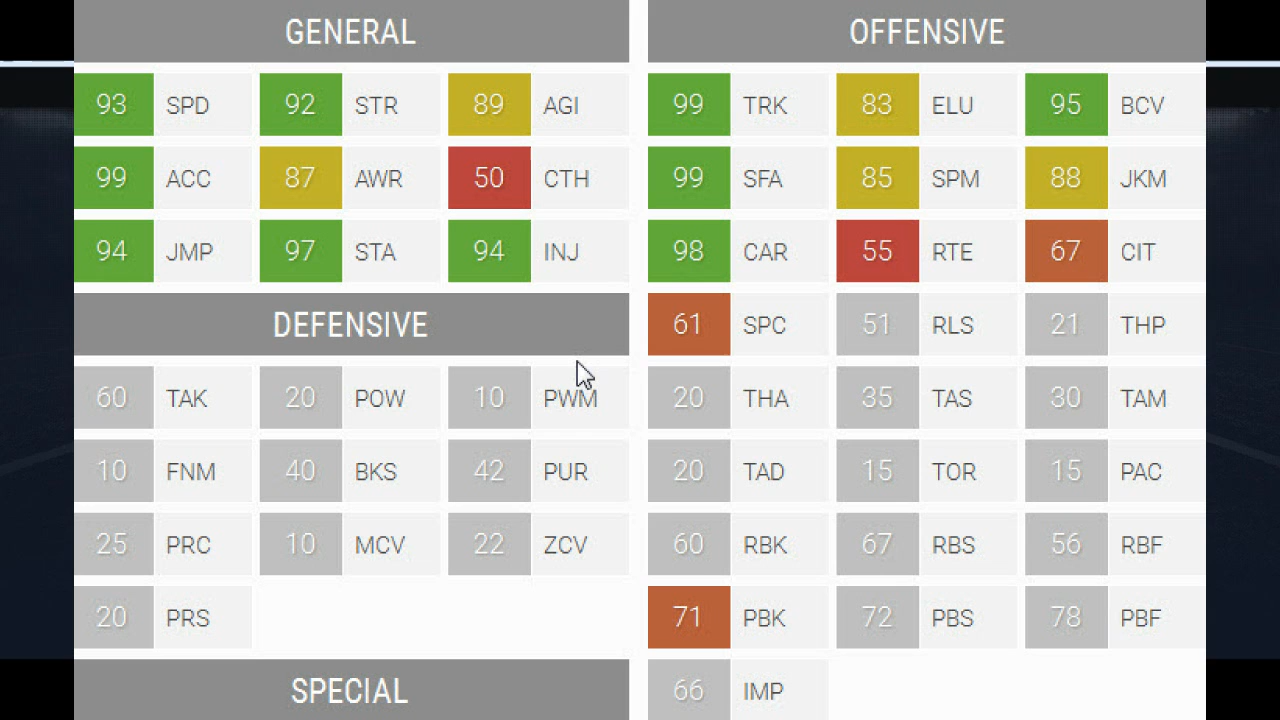 GENERAL
93 SPD 92 STR 89 AGI
99 ACC 87 AWR 50 CTH
94 JMP 97 STA 94 INJ
DEFENSIVE
60 TAK 20 POW 10 PWM
10 FNM 40 BKS 42 PUR
25 PRC 10 MCV 22 ZCV
20 PRS
SPECIAL
OFFENSIVE
99 TRK 83 ELU 95 BCV
99 SFA 85 SPM 88 JKM
98 CAR 55 RTE 67 CIT
61 SPC 51 RLS 21 THP
20 THA 35 TAS 30 TAM
20 TAD 15 TOR 15 PAC
60 RBK 67 RBS 56 RBF
71 PBK 72 PBS 78 PBF
66 IMP